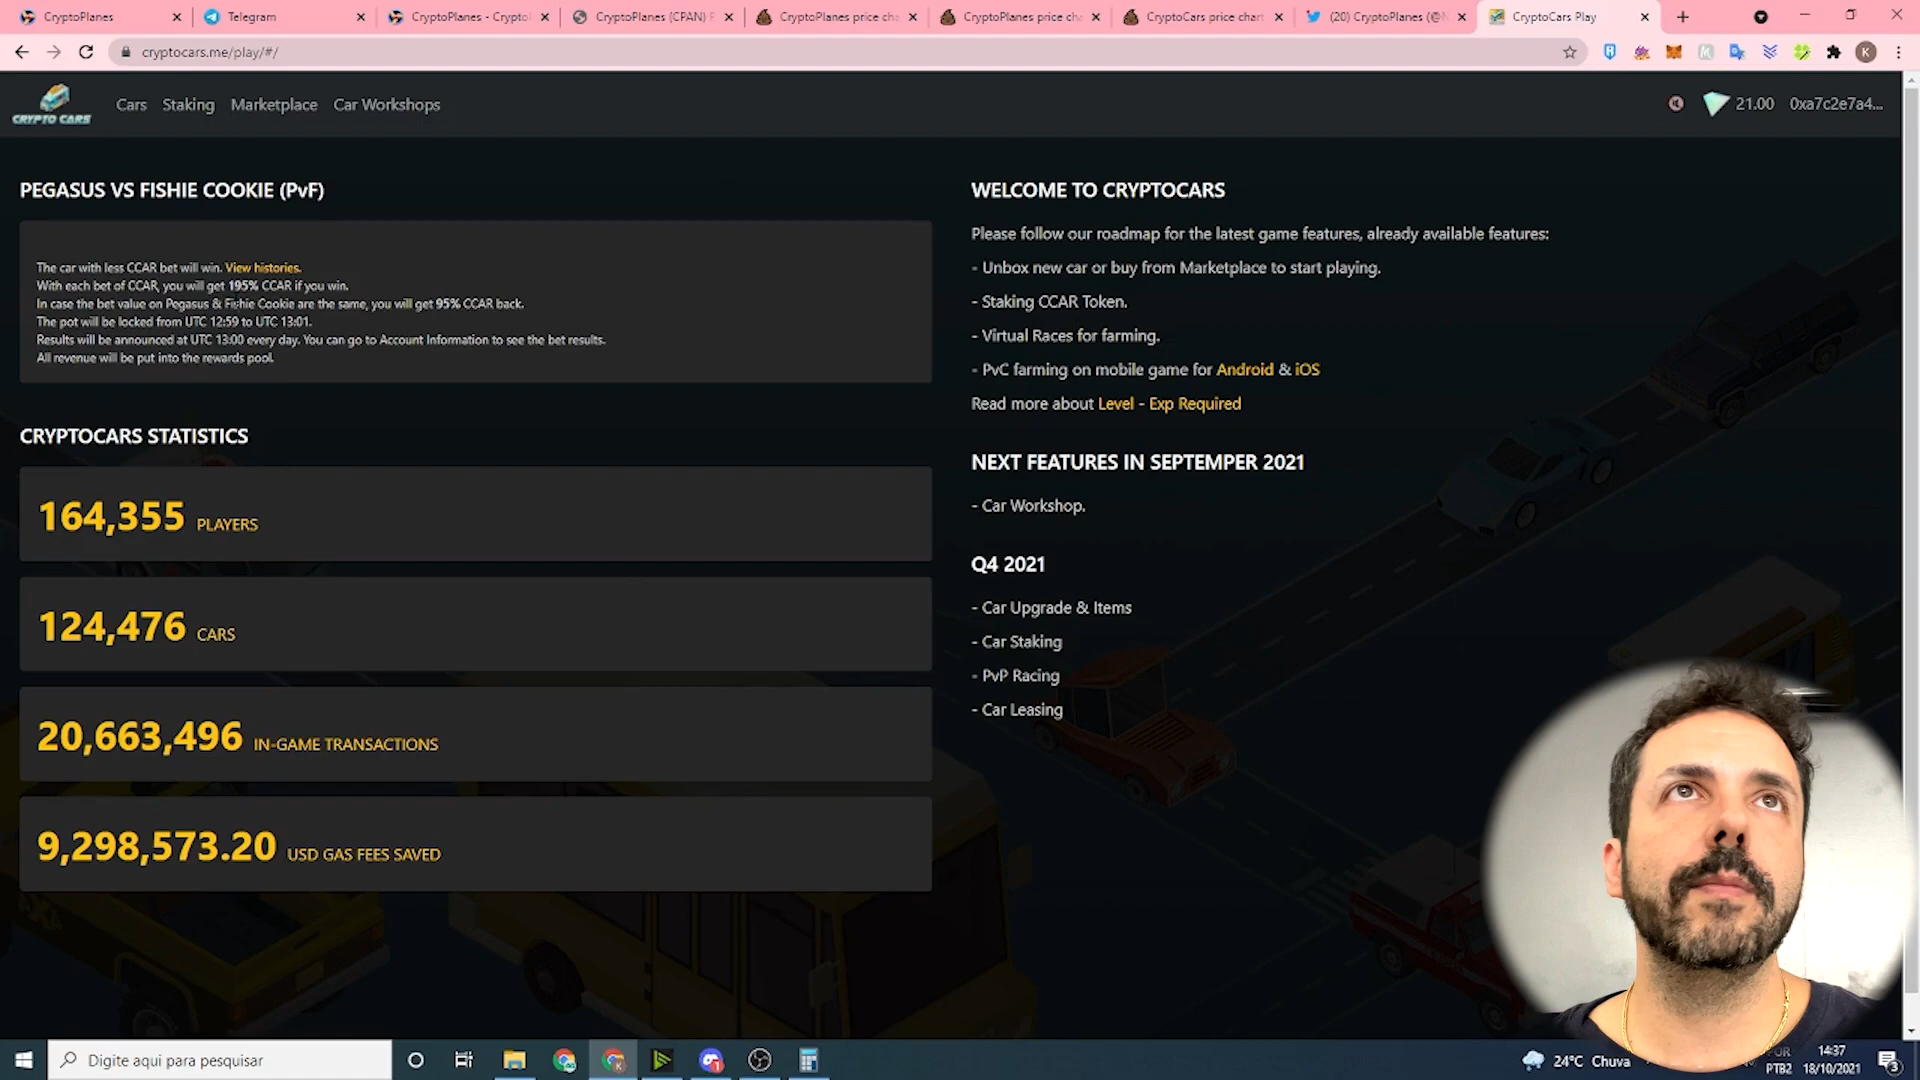 CryptoPlanes
Telegram
CryptoPlanes - Crypto
CryptoPlanes (CPAN) P
CryptoPlanes price cha
CryptoPlanes price cha
CryptoCars price chart
(20) CryptoPlanes (@N
CryptoCars Play
cryptocars.me/play/#/
K
CRYPTO CARS
Cars
Staking
Marketplace
Car Workshops
21.00
0xa7c2e7a4...
PEGASUS VS FISHIE COOKIE (PvF)
The car with less CCAR bet will win. View histories.
With each bet of CCAR, you will get 195% CCAR if you win.
In case the bet value on Pegasus & Fishie Cookie are the same, you will get 95% CCAR back.
The pot will be locked from UTC 12:59 to UTC 13:01.
Results will be announced at UTC 13:00 every day. You can go to Account Information to see the bet results.
All revenue will be put into the rewards pool.
CRYPTOCARS STATISTICS
164,355 PLAYERS
124,476 CARS
20,663,496 IN-GAME TRANSACTIONS
9,298,573.20 USD GAS FEES SAVED
WELCOME TO CRYPTOCARS
Please follow our roadmap for the latest game features, already available features:
- Unbox new car or buy from Marketplace to start playing.
- Staking CCAR Token.
- Virtual Races for farming.
- PvC farming on mobile game for Android & iOS
Read more about Level - Exp Required
NEXT FEATURES IN SEPTEMPER 2021
- Car Workshop.
Q4 2021
- Car Upgrade & Items
- Car Staking
- PvP Racing
- Car Leasing
Digite aqui para pesquisar
24°C Chuva
POR
PTB2
14:37
18/10/2021
3